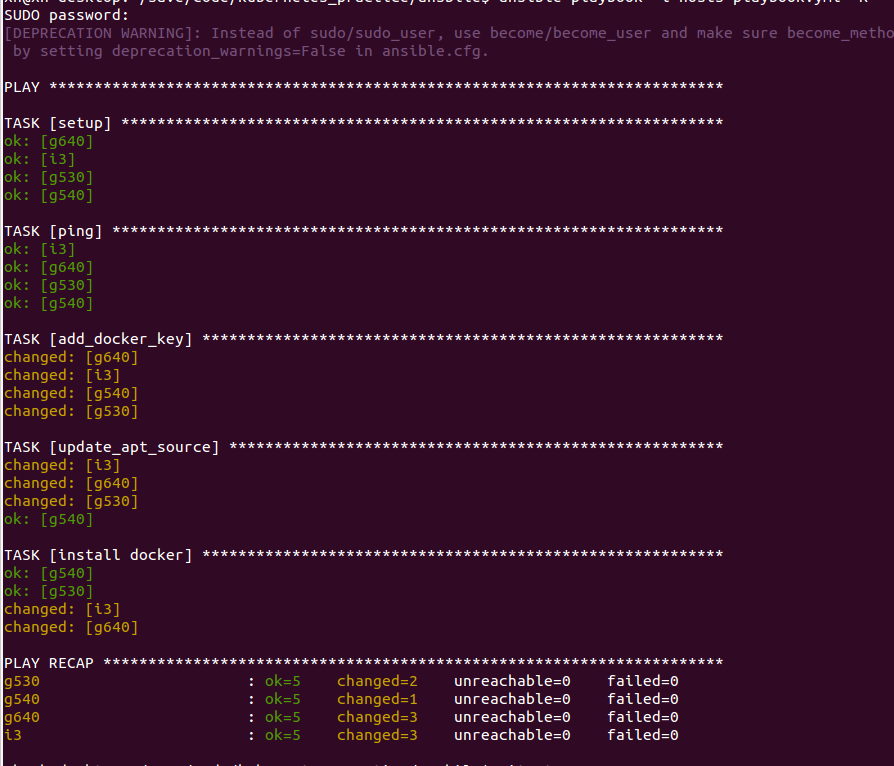 SUDO password:
[DEPRECATION WARNING]: Instead of sudo/sudo_user, use become/become_user and make sure become_metho
by setting deprecation_warnings=False in ansible.cfg.
PLAY ***************************************************************************
TASK [setup] *******************************************************************
ok: [g640]
ok: [i3]
ok: [g530]
ok: [g540]
TASK [ping] ********************************************************************
ok: [i3]
ok: [g640]
ok: [g530]
ok: [g540]
TASK [add_docker_key] **********************************************************
changed: [g640]
changed: [i3]
changed: [g540]
changed: [g530]
TASK [update_apt_source] *******************************************************
changed: [i3]
changed: [g640]
changed: [g530]
ok: [g540]
TASK [install docker] **********************************************************
ok: [g540]
ok: [g530]
changed: [i3]
changed: [g640]
PLAY RECAP *********************************************************************
g530                       : ok=5    changed=2    unreachable=0    failed=0
g540                       : ok=5    changed=1    unreachable=0    failed=0
g640                       : ok=5    changed=3    unreachable=0    failed=0
i3                         : ok=5    changed=3    unreachable=0    failed=0